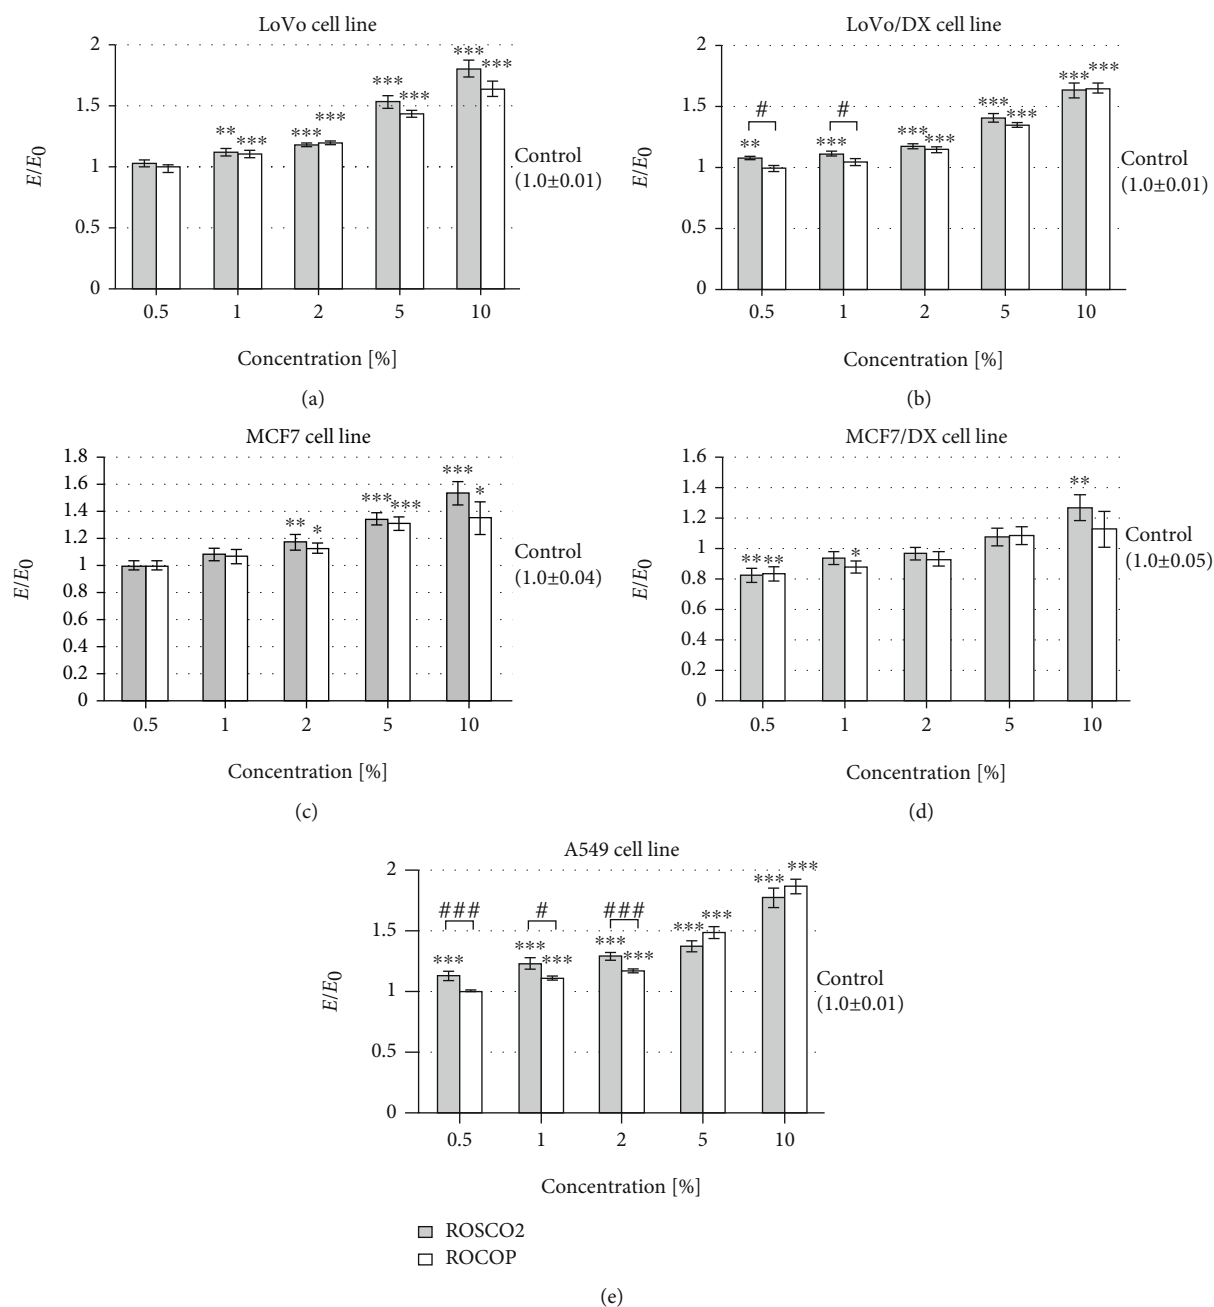 LoVo cell line
2
1.5
1
0.5
0
E/E0
** *** *** *** *** *** *** ***
Control
(1.0±0.01)
0.5 1 2 5 10
Concentration [%]
(a)
LoVo/DX cell line
2
1.5
1
0.5
0
E/E0
# #
** *** *** *** *** *** *** ***
Control
(1.0±0.01)
0.5 1 2 5 10
Concentration [%]
(b)
MCF7 cell line
1.8
1.6
1.4
1.2
1
0.8
0.6
0.4
0.2
0
E/E0
** * *** *** *** *
Control
(1.0±0.04)
0.5 1 2 5 10
Concentration [%]
(c)
MCF7/DX cell line
1.6
1.4
1.2
1
0.8
0.6
0.4
0.2
0
E/E0
** ** * **
Control
(1.0±0.05)
0.5 1 2 5 10
Concentration [%]
(d)
A549 cell line
2
1.5
1
0.5
0
E/E0
### # ###
*** *** *** *** *** *** *** *** ***
Control
(1.0±0.01)
0.5 1 2 5 10
Concentration [%]
ROSCO2
ROCOP
(e)